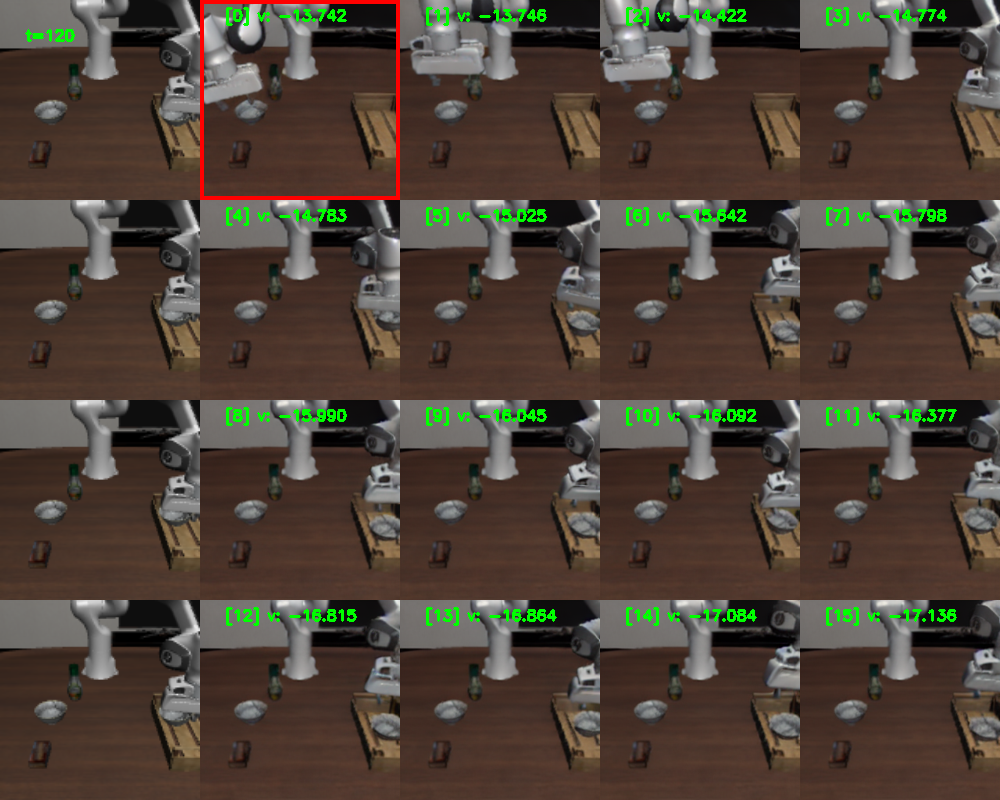 t=120
[0] v: -13.742
[1] v: -13.746
[2] v: -14.422
[3] v: -14.774
[4] v: -14.783
[5] v: -15.025
[6] v: -15.642
[7] v: -15.798
[8] v: -15.990
[9] v: -16.045
[10] v: -16.092
[11] v: -16.377
[12] v: -16.815
[13] v: -16.864
[14] v: -17.084
[15] v: -17.136